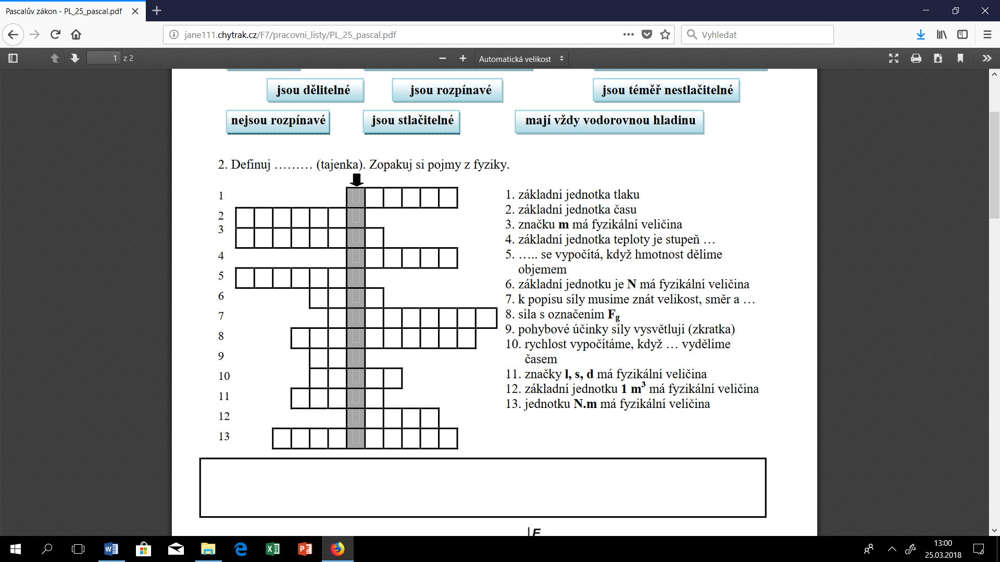 Pascalův zákon - PL_25_pascal.pdf
jane111.chytrak.cz/F7/pracovni_listy/PL_25_pascal.pdf
Vyhledat
1 z 2
Automatická velikost
jsou dělitelné
jsou rozpínavé
jsou téměř nestlačitelné
nejsou rozpínavé
jsou stlačitelné
mají vždy vodorovnou hladinu
2. Definuj ……… (tajenka). Zopakuj si pojmy z fyziky.
1
2
3
4
5
6
7
8
9
10
11
12
13
1. základní jednotka tlaku
2. základní jednotka času
3. značku m má fyzikální veličina
4. základní jednotka teploty je stupeň …
5. ….. se vypočítá, když hmotnost dělíme
objemem
6. základní jednotku je N má fyzikální veličina
7. k popisu síly musíme znát velikost, směr a …
8. síla s označením Fg
9. pohybové účinky síly vysvětlují (zkratka)
10. rychlost vypočítáme, když … vydělíme
časem
11. značky l, s, d má fyzikální veličina
12. základní jednotku 1 m³ má fyzikální veličina
13. jednotku N.m má fyzikální veličina
F
13:00
25.03.2018